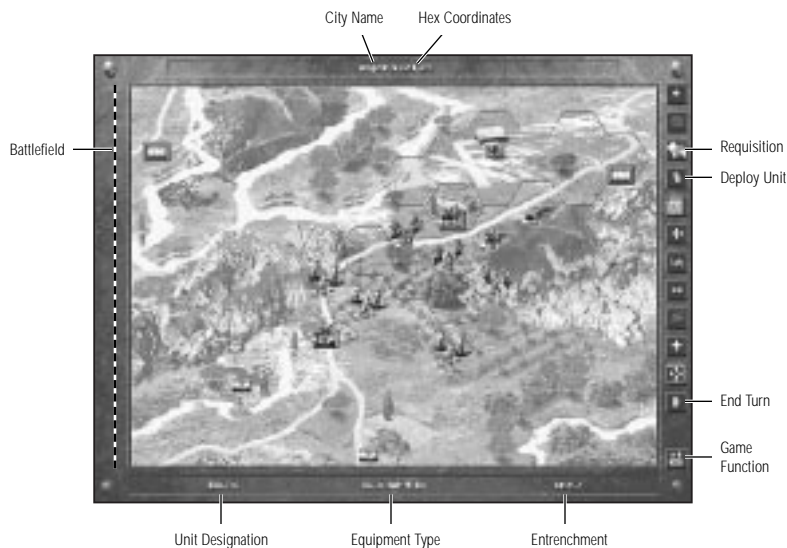 City Name
Hex Coordinates
Battlefield
Requisition
Deploy Unit
End Turn
Game
Function
Unit Designation
Equipment Type
Entrenchment